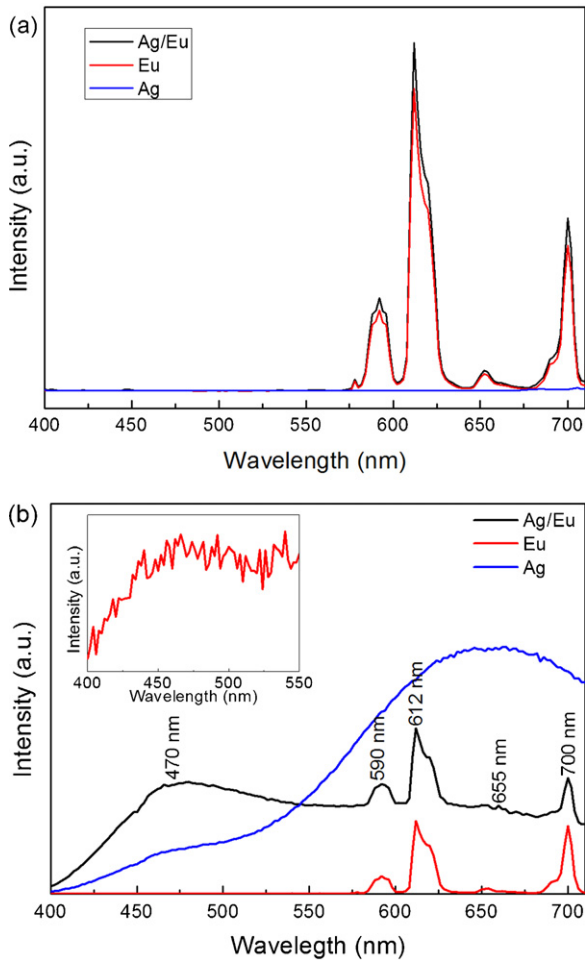 (a)
Ag/Eu
Eu
Ag
Intensity (a.u.)
400 450 500 550 600 650 700
Wavelength (nm)
(b)
Ag/Eu
Eu
Ag
Intensity (a.u.)
400 450 500 550
Wavelength (nm)
470 nm
590 nm
612 nm
655 nm
700 nm
Intensity (a.u.)
400 450 500 550 600 650 700
Wavelegth (nm)